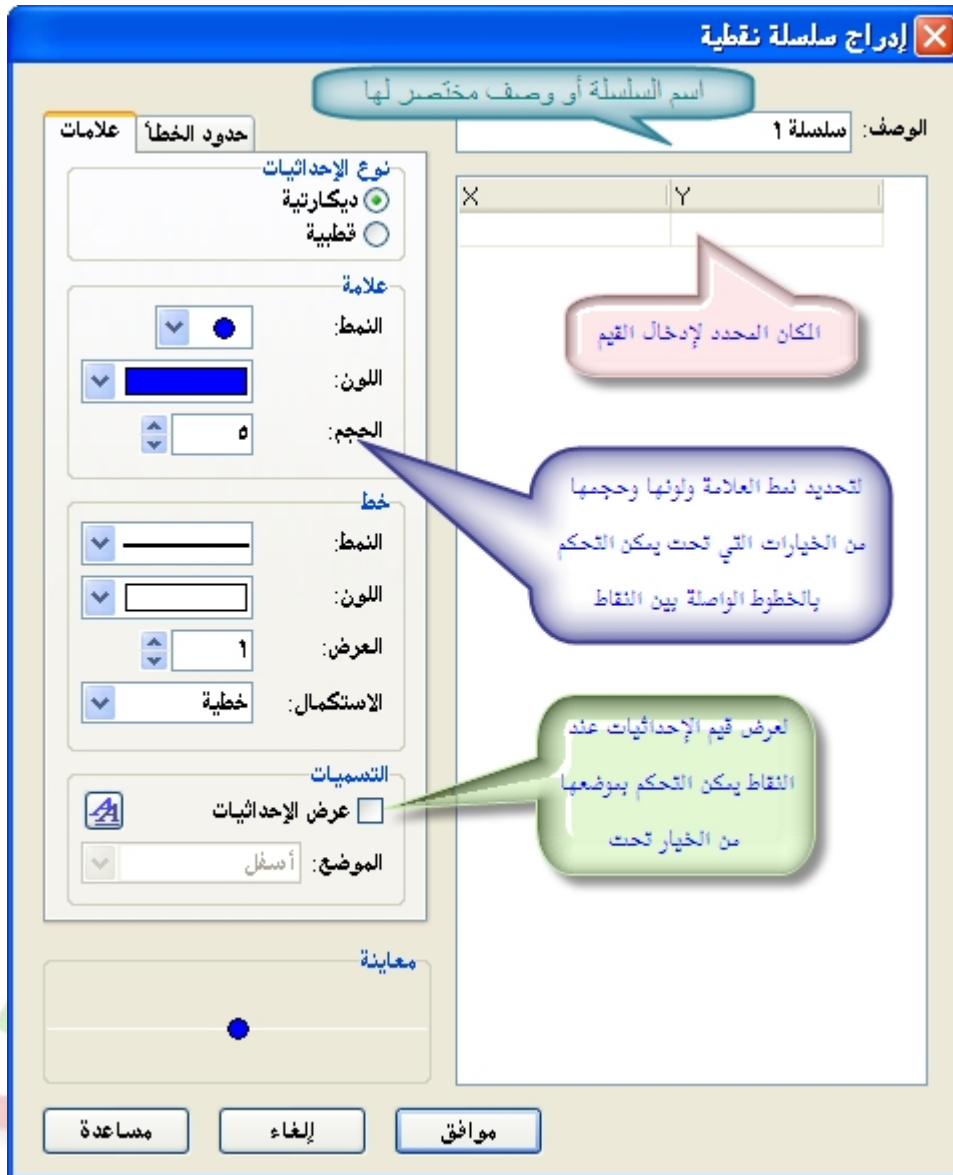 إدراج سلسلة نقطية
اسم السلسلة أو وصف مختصر لها
الوصف: سلسلة ١
X Y
المكان المحدد لإدخال القيم
لتحديد نمط العلامة ولونها وحجمها
من الخيارات التي تحت يمكن التحكم
بالخطوط الواصلة بين النقاط
لعرض قيم الإحداثيات عند
النقاط يمكن التحكم بموضعها
من الخيار تحت
حدود الخطأ علامات
نوع الإحداثيات
ديكارتية
قطبية
علامة
النمط:
اللون:
الحجم: ٥
خط
النمط:
اللون:
العرض: ١
الاستكمال: خطية
التسميات
عرض الإحداثيات
الموضع: أسفل
معاينة
موافق إلغاء مساعدة